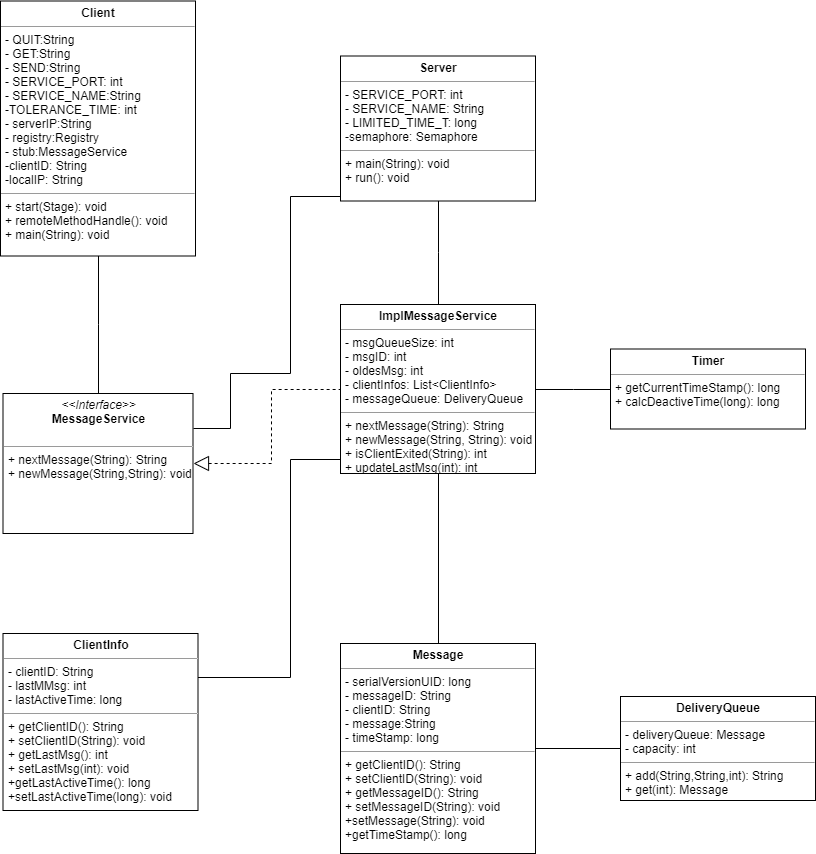 Client
- QUIT:String
- GET:String
- SEND:String
- SERVICE_PORT: int
- SERVICE_NAME:String
-TOLERANCE_TIME: int
- serverIP:String
- registry:Registry
- stub:MessageService
-clientID: String
-localIP: String
+ start(Stage): void
+ remoteMethodHandle(): void
+ main(String): void
Server
- SERVICE_PORT: int
- SERVICE_NAME: String
- LIMITED_TIME_T: long
-semaphore: Semaphore
+ main(String): void
+ run(): void
ImplMessageService
- msgQueueSize: int
- msgID: int
- oldesMsg: int
- clientInfos: List<ClientInfo>
- messageQueue: DeliveryQueue
+ nextMessage(String): String
+ newMessage(String, String): void
+ isClientExited(String): int
+ updateLastMsg(int): int
Timer
+ getCurrentTimeStamp(): long
+ calcDeactiveTime(long): long
<<Interface>>
MessageService
+ nextMessage(String): String
+ newMessage(String,String): void
ClientInfo
- clientID: String
- lastMMsg: int
- lastActiveTime: long
+ getClientID(): String
+ setClientID(String): void
+ getLastMsg(): int
+ setLastMsg(int): void
+getLastActiveTime(): long
+setLastActiveTime(long): void
Message
- serialVersionUID: long
- messageID: String
- clientID: String
- message:String
- timeStamp: long
+ getClientID(): String
+ setClientID(String): void
+ getMessageID(): String
+ setMessageID(String): void
+setMessage(String): void
+getTimeStamp(): long
DeliveryQueue
- deliveryQueue: Message
- capacity: int
+ add(String,String,int): String
+ get(int): Message